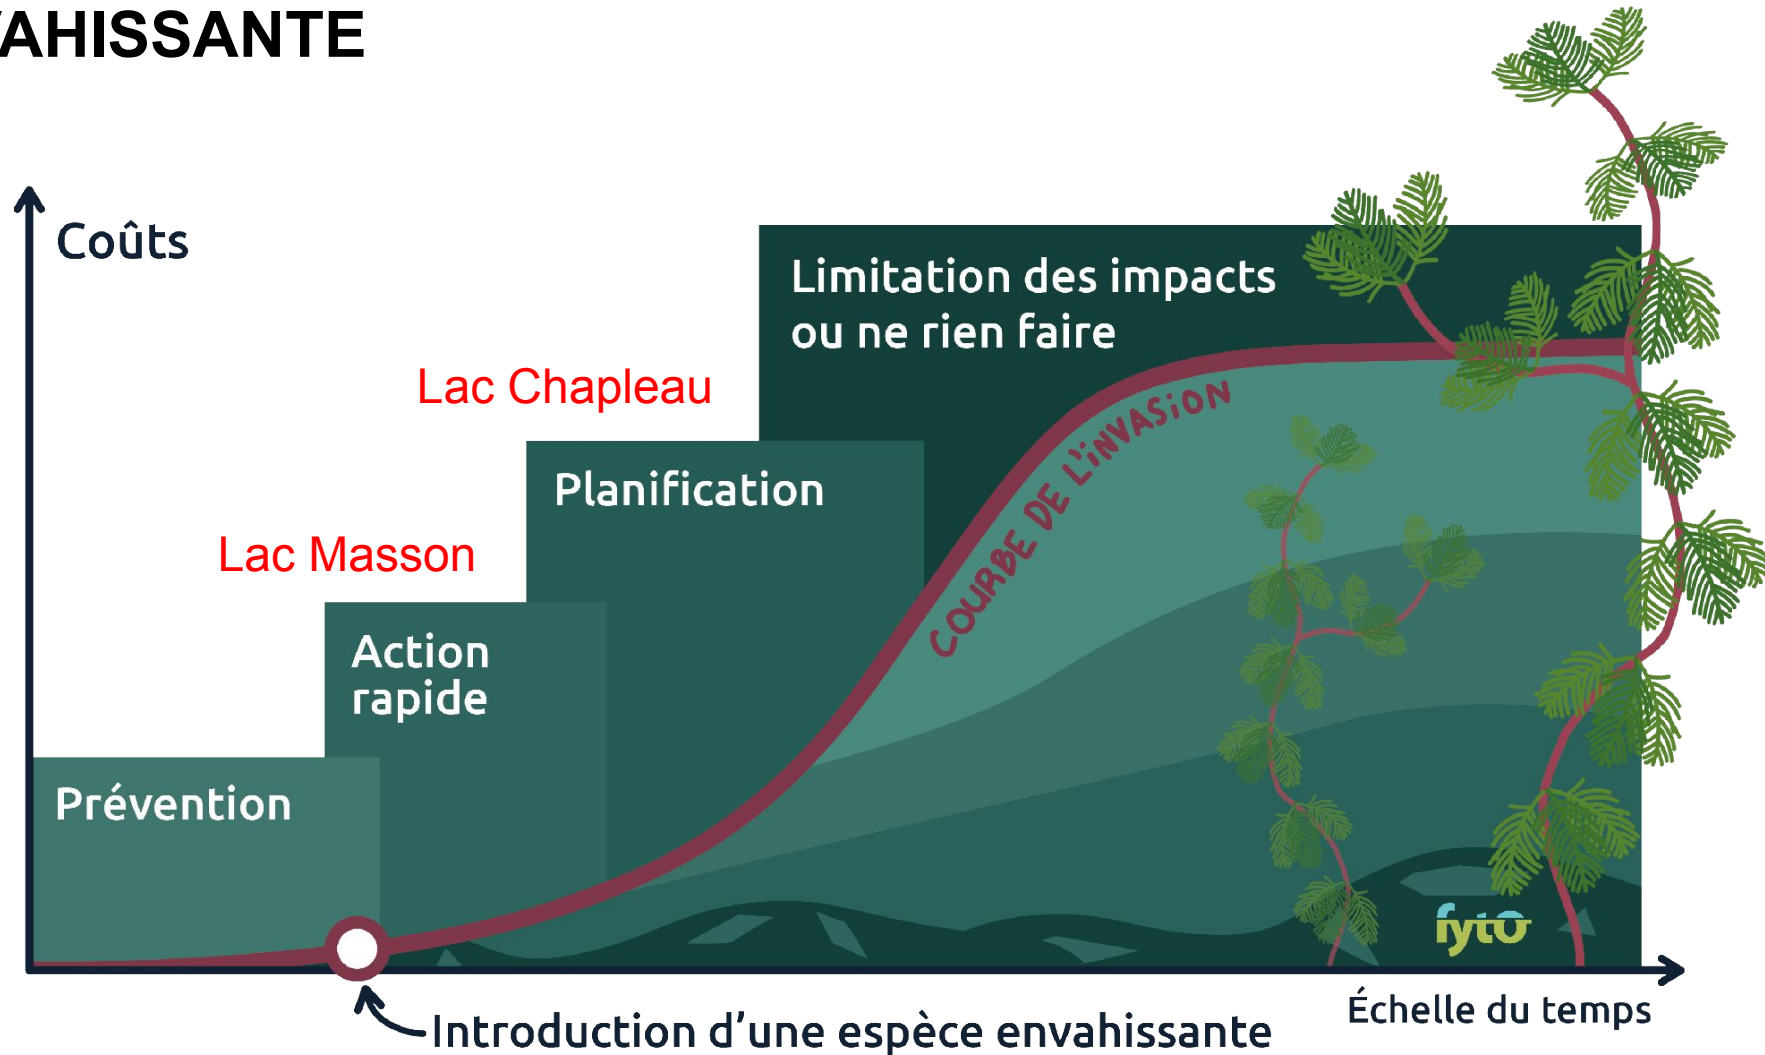 VAHISSANTE
Coûts
Limitation des impacts
ou ne rien faire
Lac Chapleau
Planification
COURBE DE L'iNVASiON
Lac Masson
Action
rapide
Prévention
fyto
Échelle du temps
Introduction d'une espèce envahissante